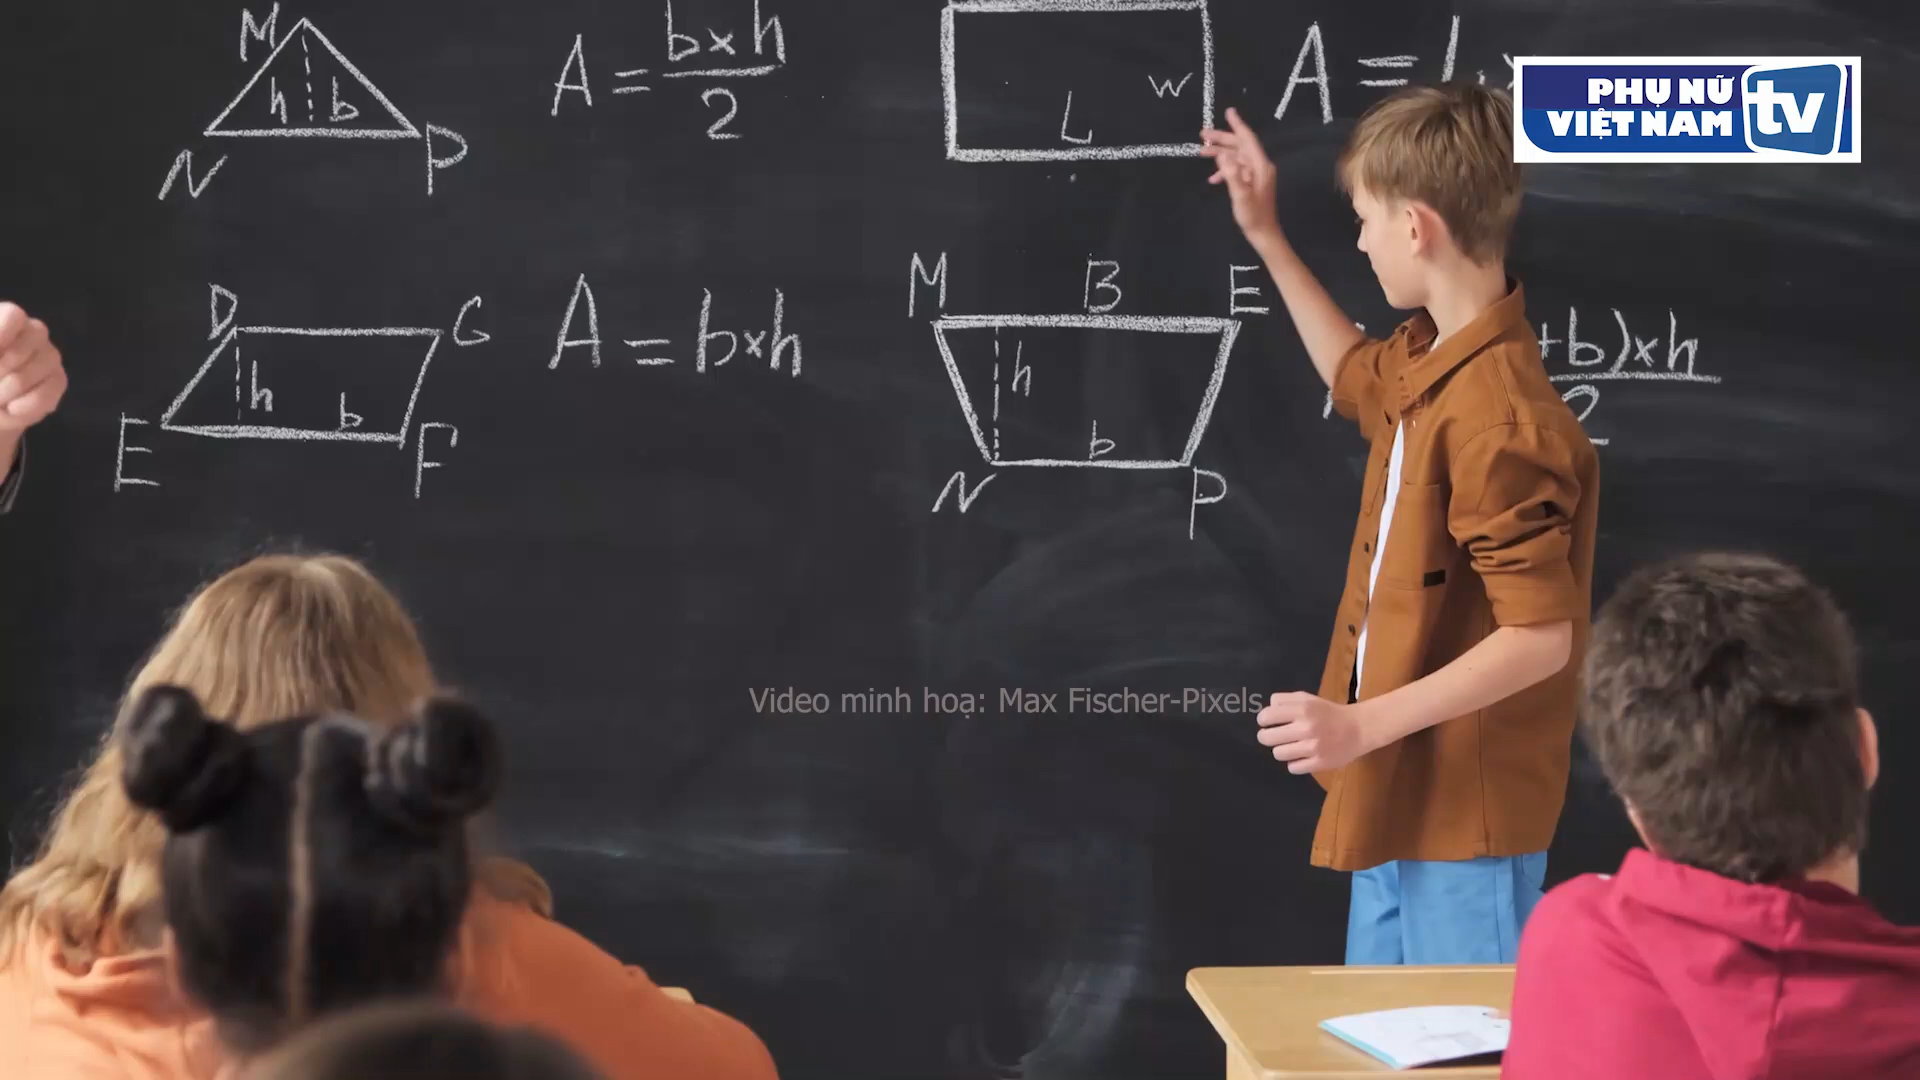 M
h b
N P
A = b×h
2
L W
A = L
PHỤ NỮ
VIỆT NAM tv
D G
h b
E F
A = b×h
M B E
h
b
N P
+b)×h
2
Video minh hoạ: Max Fischer-Pixels